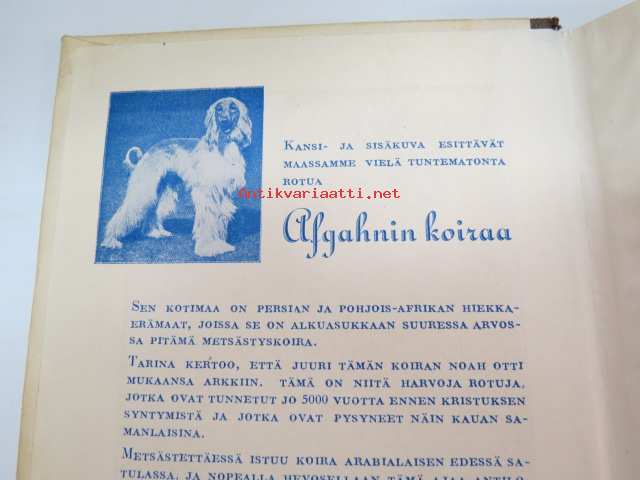 KANSI- JA SISÄKUVA ESITTÄVÄT
MAASSAMME VIELÄ TUNTEMATONTA
ROTUA
Antikvariaatti.net
Afgahnin koiraa
SEN KOTIMAA ON PERSIAN JA POHJOIS-AFRIKAN HIEKKA-
ERÄMAAT, JOISSA SE ON ALKUASUKKAAN SUURESSA ARVOS-
SA PITÄMÄ METSÄSTYSKOIRA.
TARINA KERTOO, ETTÄ JUURI TÄMÄN KOIRAN NOAH OTTI
MUKAANSA ARKKIIN. TÄMÄ ON NIITÄ HARVOJA ROTUJA,
JOTKA OVAT TUNNETUT JO 5000 VUOTTA ENNEN KRISTUKSEN
SYNTYMISTÄ JA JOTKA OVAT PYSYNEET NÄIN KAUAN SA-
MANLAISINA.
METSÄSTETTÄESSÄ ISTUU KOIRA ARABIALAISEN EDESSÄ SA-
TULASSA, JA NOPEALLA HEVOSELLAAN TÄMÄ AJAA ANTILO-